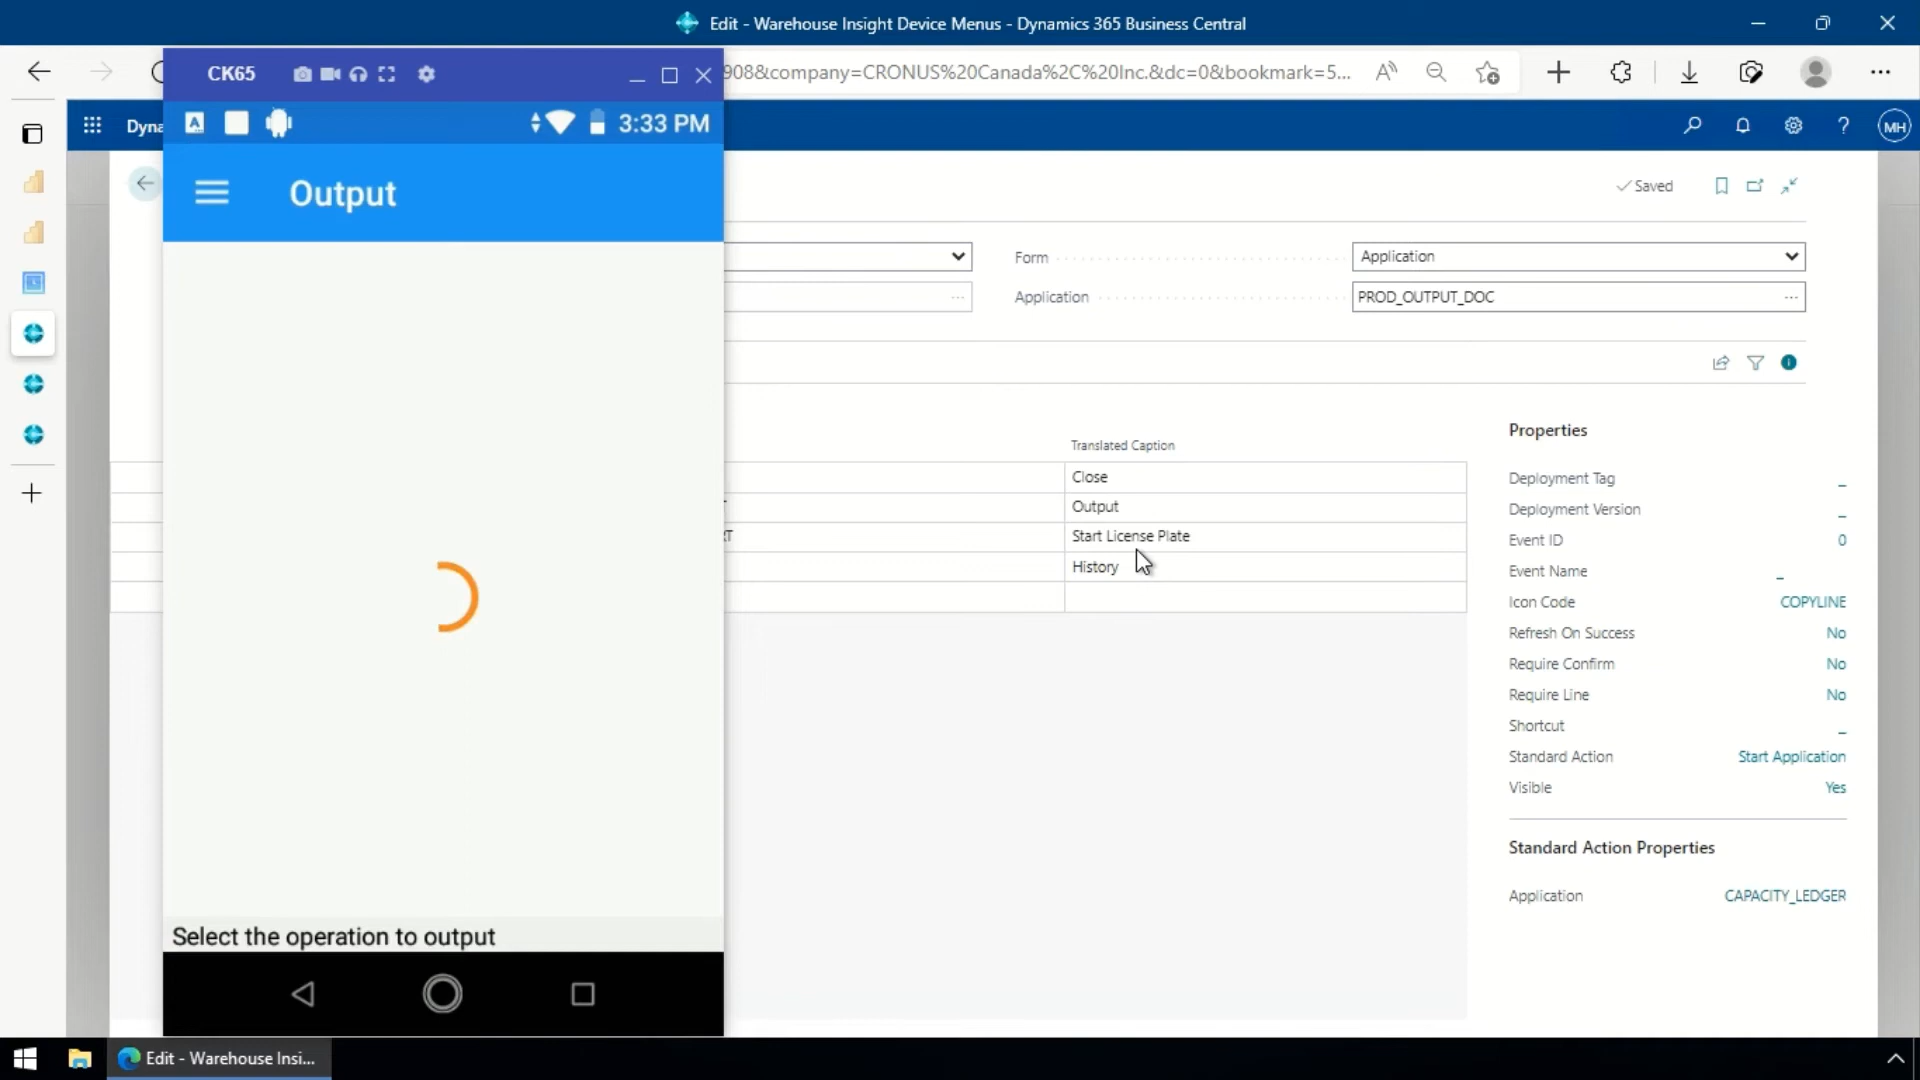 Edit - Warehouse Insight Device Menus - Dynamics 365 Business Central
CK65
908&company=CRONUS%20Canada%2C%20Inc.&dc=0&bookmark=5...
Dyna
MH
3:33 PM
Output
Saved
Form
Application
Application
PROD_OUTPUT_DOC
Translated Caption
Close
Output
Start License Plate
History
Properties
Deployment Tag
_
Deployment Version
_
Event ID
0
Event Name
_
Icon Code
COPYLINE
Refresh On Success
No
Require Confirm
No
Require Line
No
Shortcut
_
Standard Action
Start Application
Visible
Yes
Standard Action Properties
Application
CAPACITY_LEDGER
Select the operation to output
Edit - Warehouse Insi...